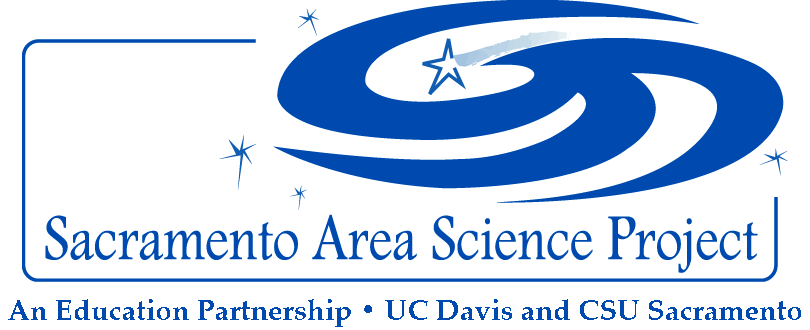 Sacramento Area Science Project
An Education Partnership • UC Davis and CSU Sacramento